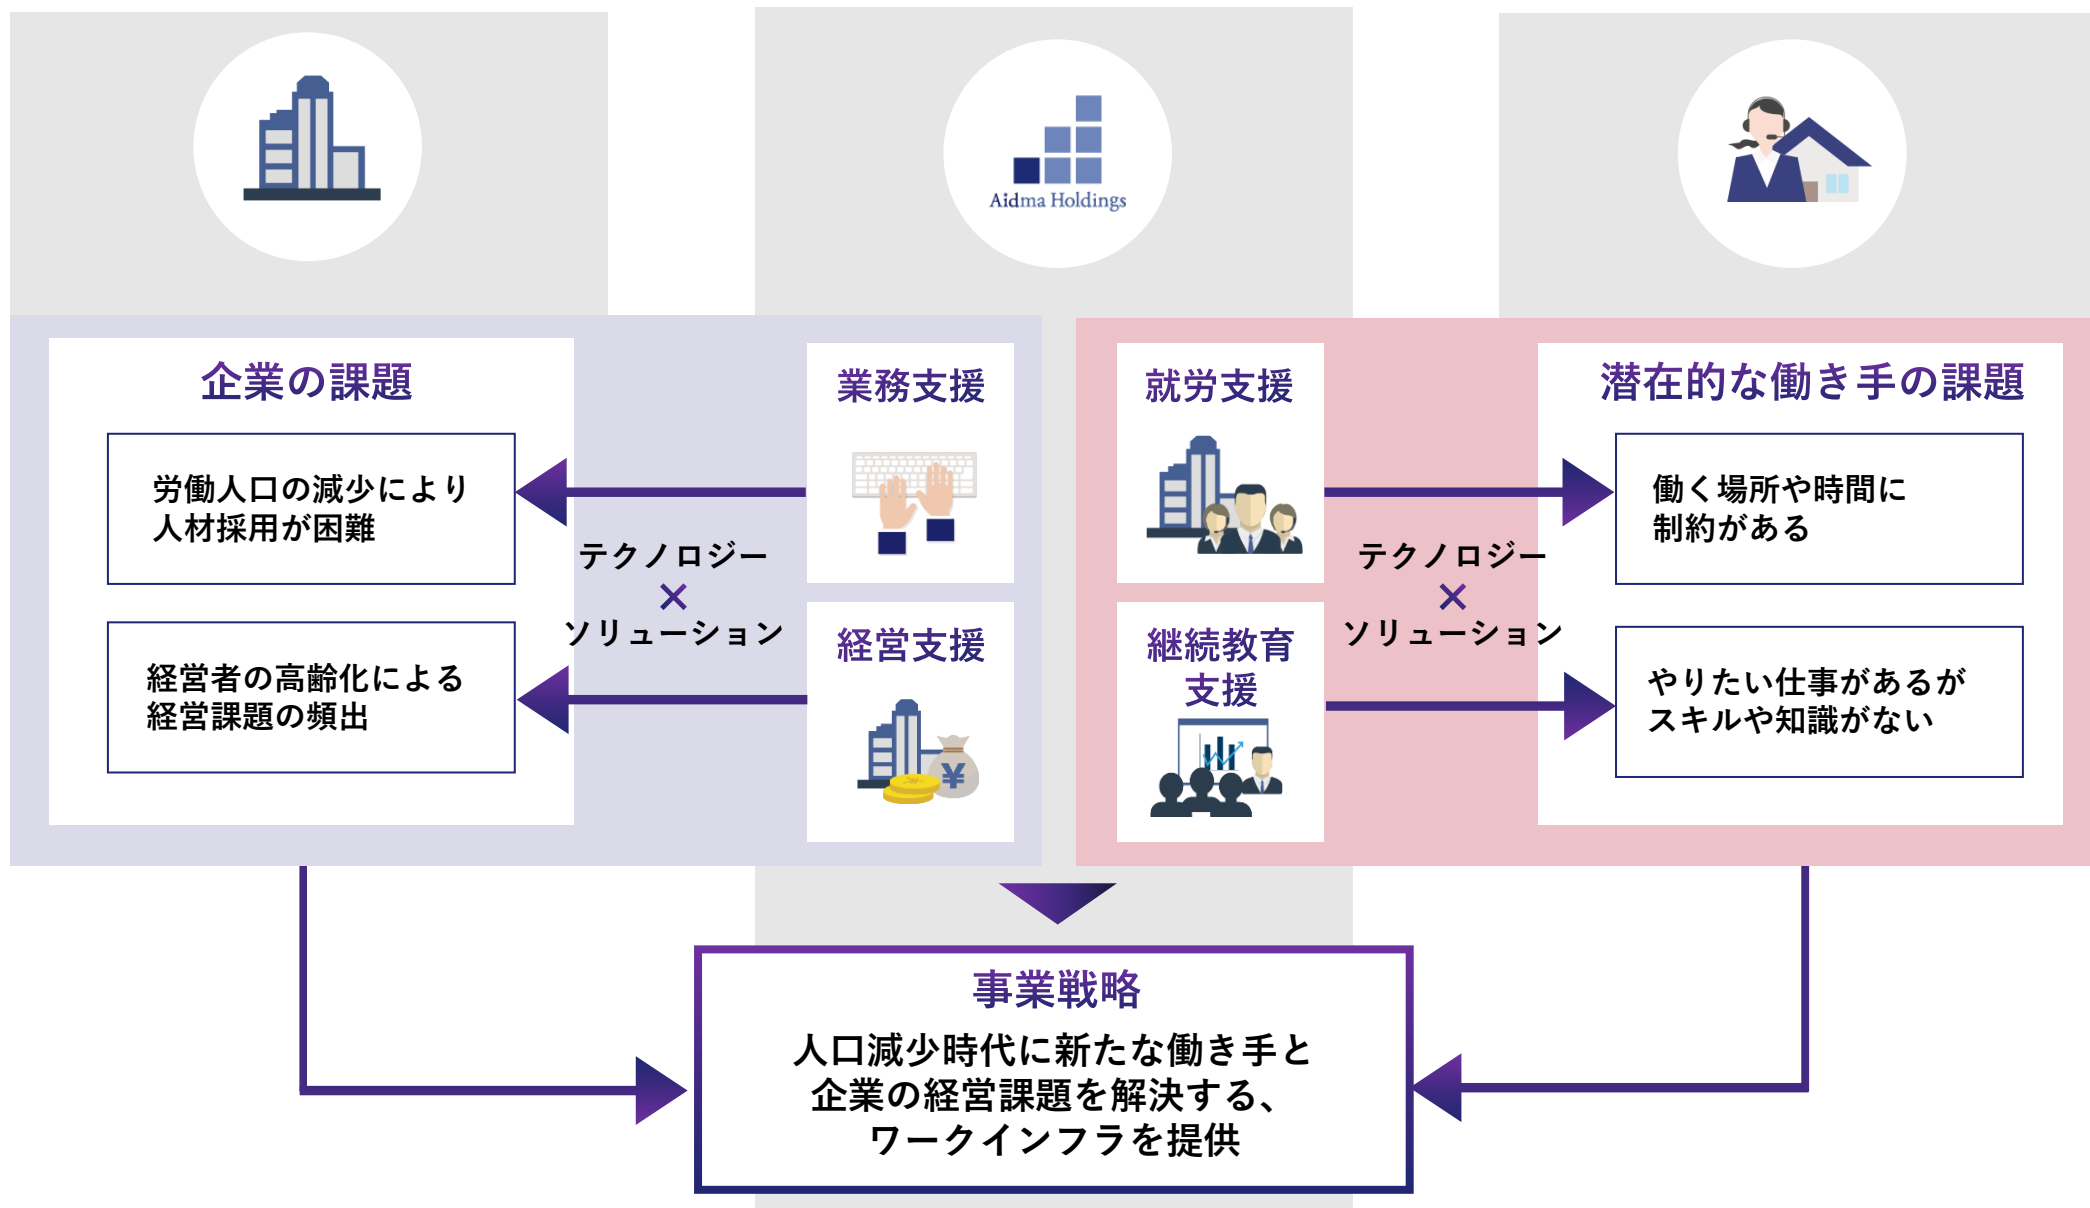 Aidma Holdings
企業の課題
労働人口の減少により
人材採用が困難
経営者の高齢化による
経営課題の頻出
テクノロジー
×
ソリューション
業務支援
経営支援
¥
就労支援
継続教育
支援
テクノロジー
×
ソリューション
潜在的な働き手の課題
働く場所や時間に
制約がある
やりたい仕事があるが
スキルや知識がない
事業戦略
人口減少時代に新たな働き手と
企業の経営課題を解決する、
ワークインフラを提供